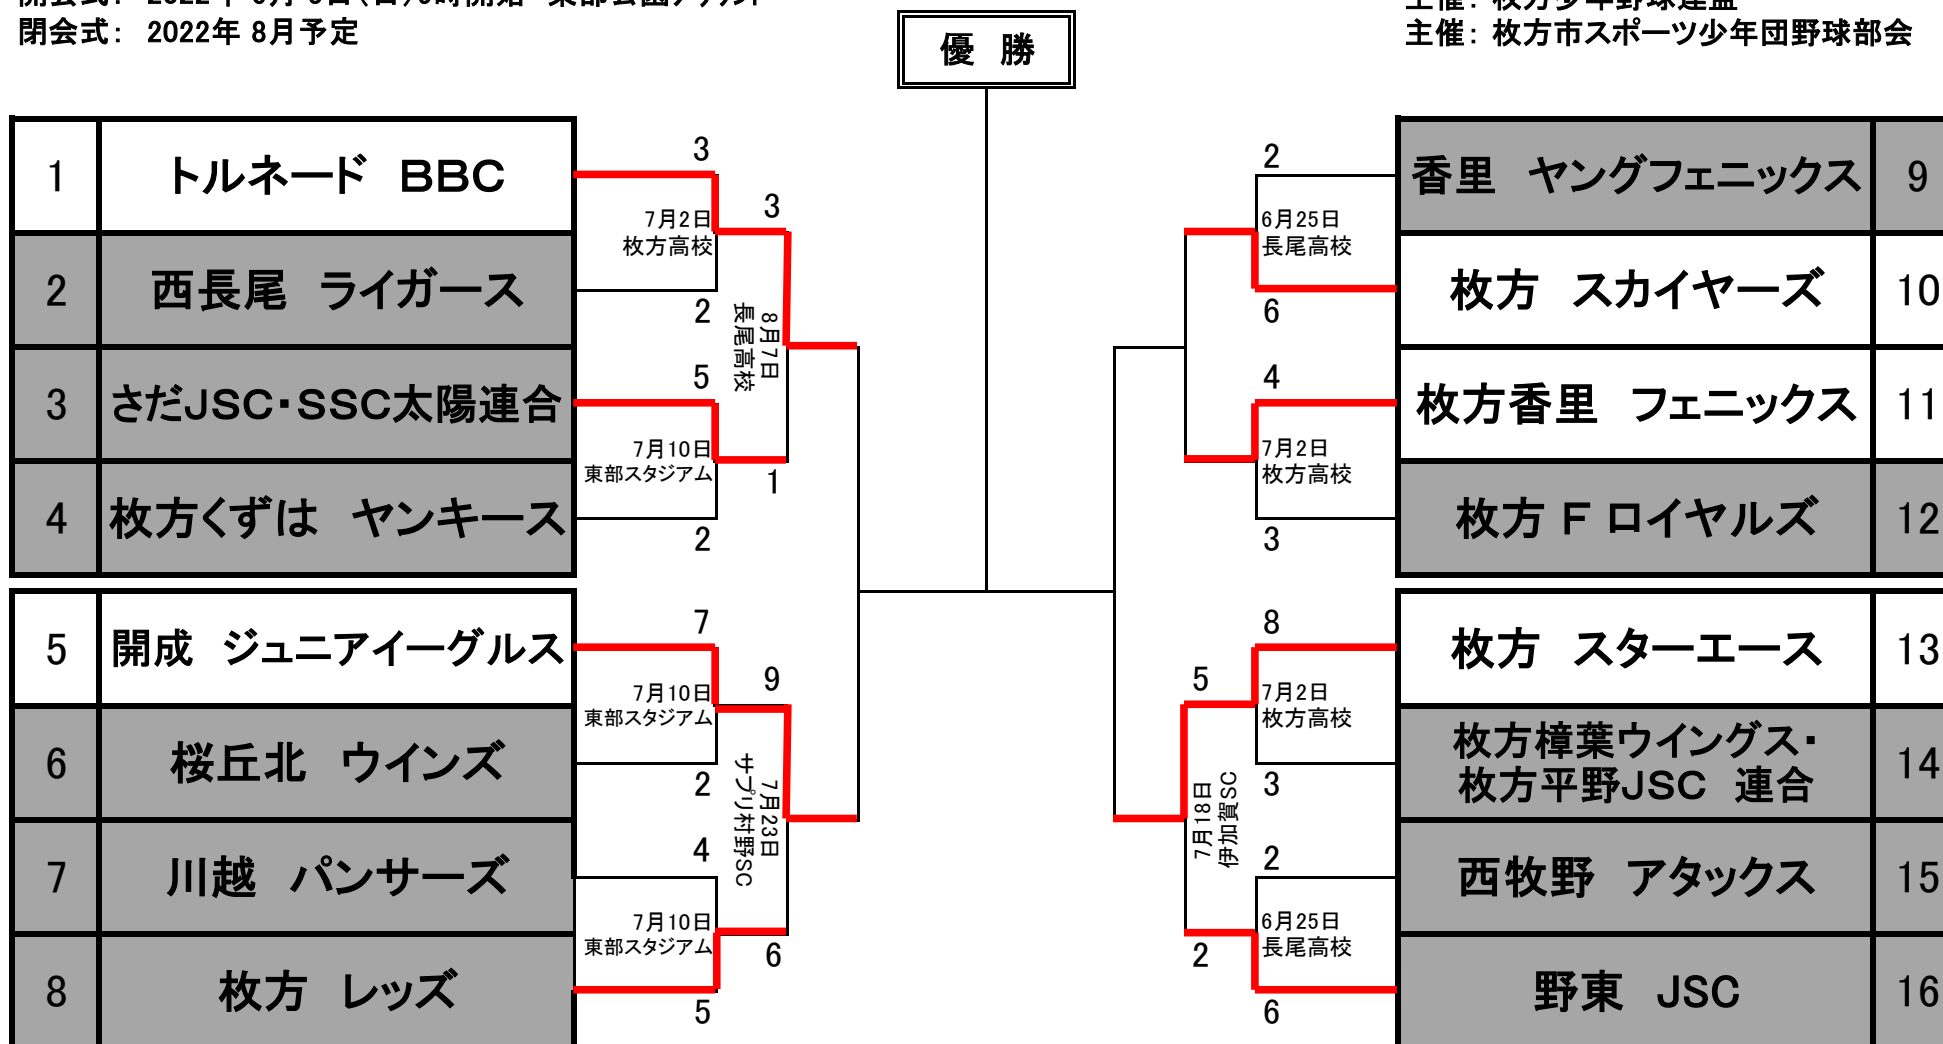 閉会式： 2022年 8月予定
主催： 枚方少年野球連盟
主催： 枚方市スポーツ少年団野球部会
優 勝
1 トルネード BBC
2 西長尾 ライガース
3 さだJSC・SSC太陽連合
4 枚方くずは ヤンキース
5 開成 ジュニアイーグルス
6 桜丘北 ウインズ
7 川越 パンサーズ
8 枚方 レッズ
3
7月2日
枚方高校
2
5
7月10日
東部スタジアム
2
3
8月7日
長尾高校
1
7
7月10日
東部スタジアム
2
4
7月10日
東部スタジアム
5
9
7月23日
サプリ村野SC
6
2
6月25日
長尾高校
6
4
7月2日
枚方高校
3
8
7月2日
枚方高校
3
2
6月25日
長尾高校
6
5
7月18日
伊加賀SC
2
香里 ヤングフェニックス 9
枚方 スカイヤーズ 10
枚方香里 フェニックス 11
枚方 F ロイヤルズ 12
枚方 スターエース 13
枚方樟葉ウイングス・
枚方平野JSC 連合 14
西牧野 アタックス 15
野東 JSC 16